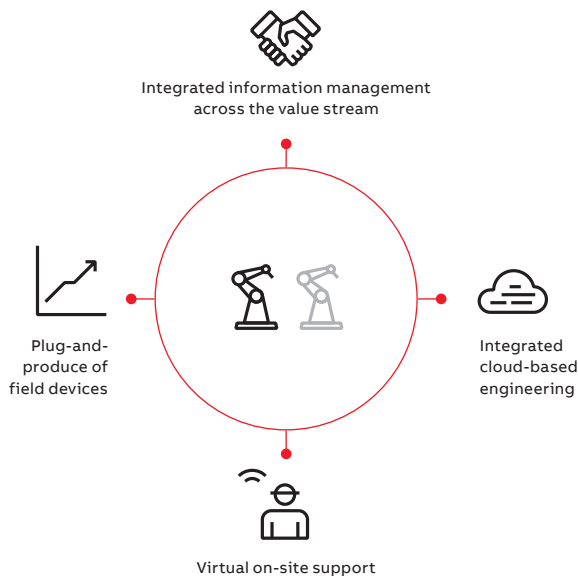 Integrated information management
across the value stream
Plug-and-
produce of
field devices
Integrated
cloud-based
engineering
Virtual on-site support